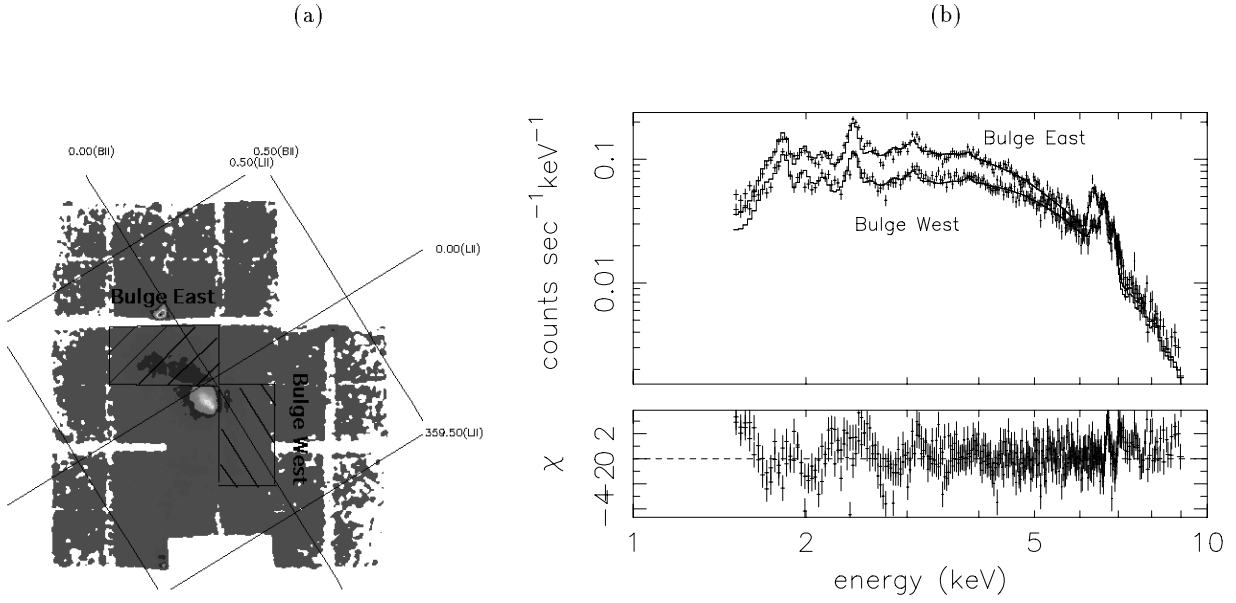 (a)
(b)
0.00(BII)
0.50(BII)
0.50(LII)
0.00(LII)
359.50(LII)
Bulge East
Bulge West
counts sec−1 keV−1
0.1
0.01
Bulge East
Bulge West
χ
−4 2 0 2
1
2
5
10
energy (keV)